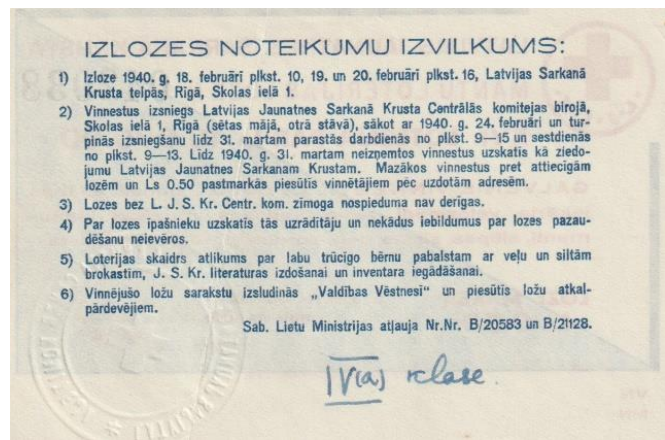 IZLOZES NOTEIKUMU IZVILKUMS:
1) Izloze 1940. g. 18. februārī plkst. 10, 19. un 20. februārī plkst. 16, Latvijas Sarkanā
Krusta telpās, Rīgā, Skolas ielā 1.
2) Vinnestus izsniegs Latvijas Jaunatnes Sarkanā Krusta Centrālās komitejas birojā,
Skolas ielā 1, Rīgā (sētas mājā, otrā stāvā), sākot ar 1940. g. 24. februāri un tur-
pinās izsniegšanu līdz 31. martam parastās darbdienās no plkst. 9—15 un sestdienās
no plkst. 9—13. Līdz 1940. g. 31. martam neizņemtos vinnestus uzskatīs kā ziedo-
jumu Latvijas Jaunatnes Sarkanam Krustam. Mazākos vinnestus pret attiecīgām
lozēm un Ls 0.50 pastmarkās piesūtīs vinnētājiem pēc uzdotām adresēm.
3) Lozes bez L. J. S. Kr. Centr. kom. zīmoga nospieduma nav derīgas.
4) Par lozes īpašnieku uzskatīs tās uzrādītāju un nekādus iebildumus par lozes pazau-
dēšanu neievēros.
5) Loterijas skaidrs atlikums par labu trūcīgo bērnu pabalstam ar veļu un siltām
brokastīm, J. S. Kr. literaturas izdošanai un inventara iegādāšanai.
6) Vinnējušo ložu sarakstu izsludinās „Valdības Vēstnesī" un piesūtīs ložu atkal-
pārdevējiem.
Sab. Lietu Ministrijas atļauja Nr.Nr. B/20583 un B/21128.
IV(a) klase.